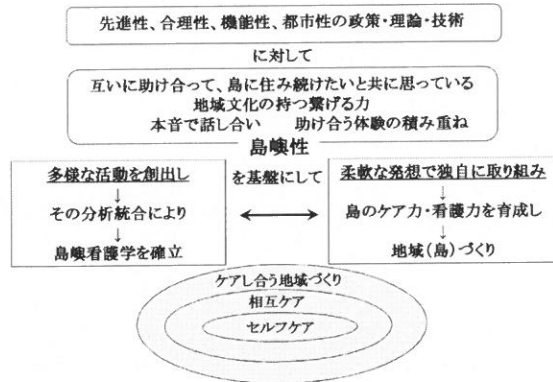 先進性、合理性、機能性、都市性の政策・理論・技術
に対して
互いに助け合って、島に住み続けたいと共に思っている
地域文化の持つ繋げる力
本音で話し合い　　助け合う体験の積み重ね
島嶼性
を基盤にして
多様な活動を創出し
↓
その分析統合により
↓
島嶼看護学を確立
柔軟な発想で独自に取り組み
↓
島のケア力・看護力を育成し
↓
地域(島)づくり
ケアし合う地域づくり
相互ケア
セルフケア